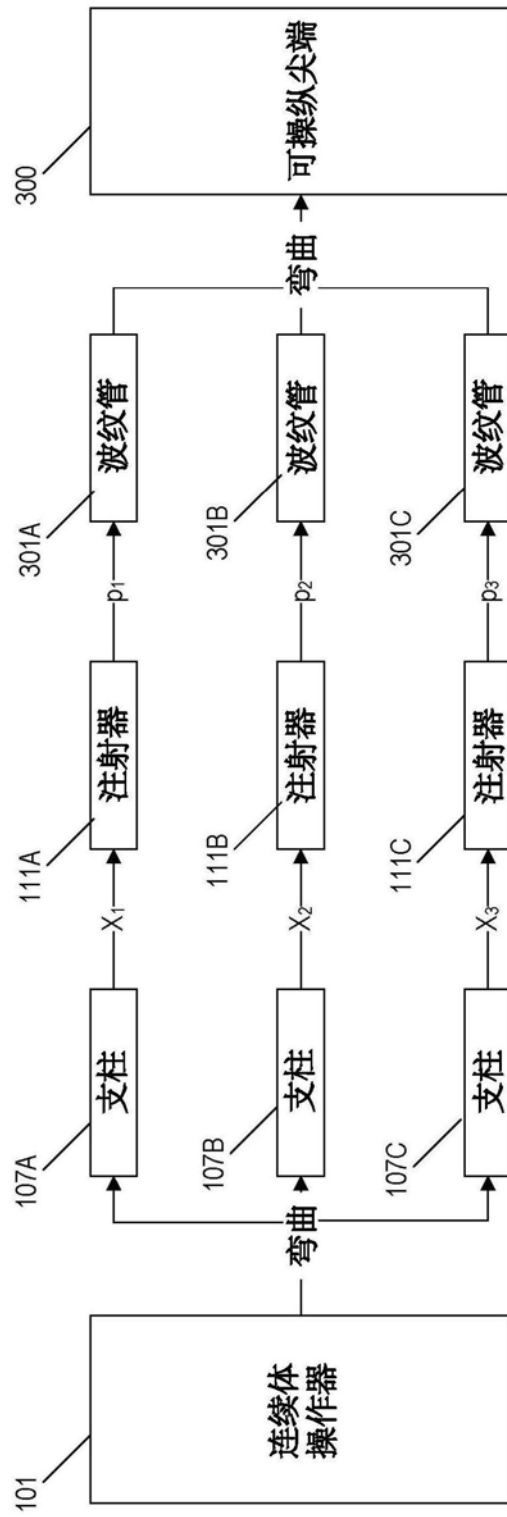 101
连续体
操作器
弯曲
107A
支柱
X₁
111A
注射器
p₁
301A
波纹管
107B
支柱
X₂
111B
注射器
p₂
301B
波纹管
107C
支柱
X₃
111C
注射器
p₃
301C
波纹管
弯曲
300
可操纵尖端